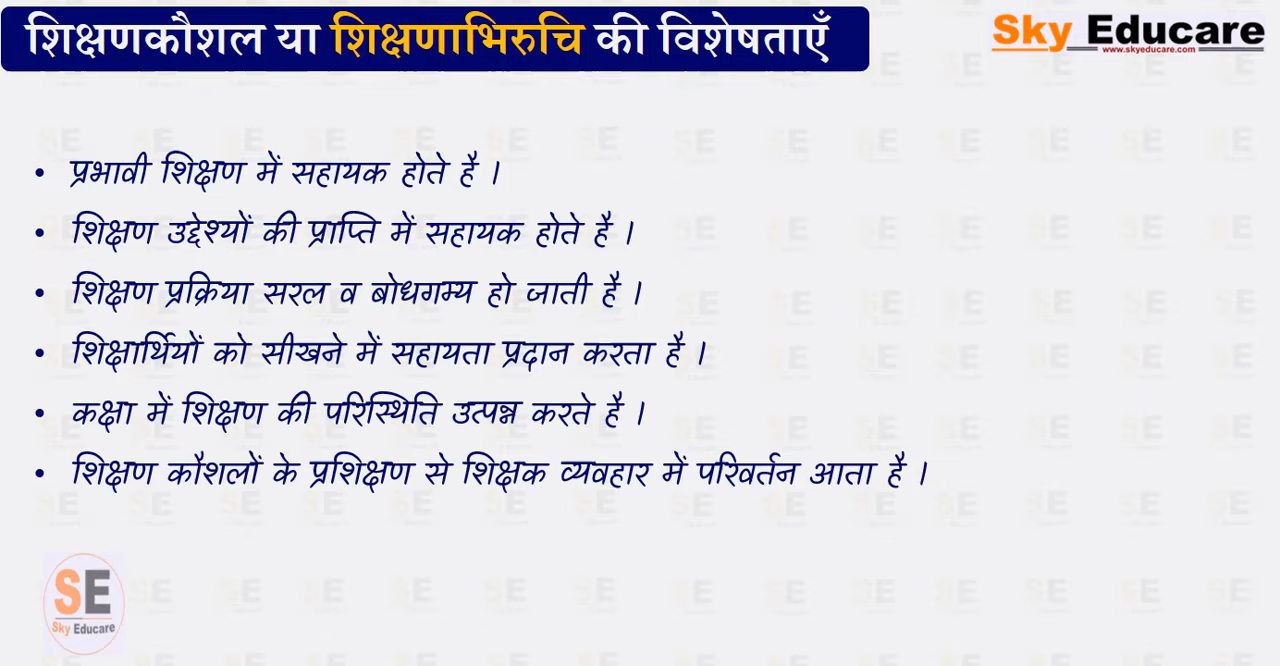 शिक्षणकौशल या शिक्षणाभिरुचि की विशेषताएँ
Sky Educare
www.skyeducare.com
• प्रभावी शिक्षण में सहायक होते है ।
• शिक्षण उद्देश्यों की प्राप्ति में सहायक होते है ।
• शिक्षण प्रक्रिया सरल व बोधगम्य हो जाती है ।
• शिक्षार्थियों को सीखने में सहायता प्रदान करता है ।
• कक्षा में शिक्षण की परिस्थिति उत्पन्न करते है ।
• शिक्षण कौशलों के प्रशिक्षण से शिक्षक व्यवहार में परिवर्तन आता है ।
SE
Sky Educare